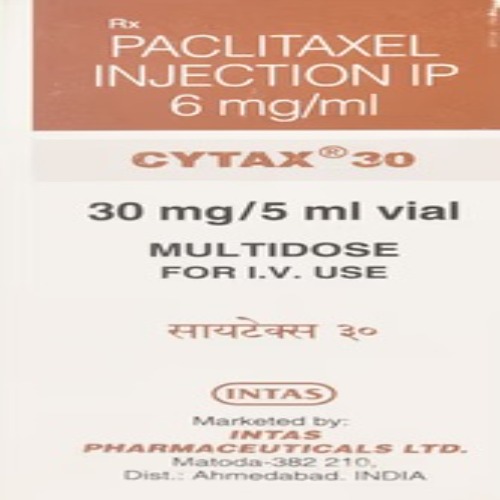 Rx
PACLITAXEL
INJECTION IP
6 mg/ml
CYTAX® 30
30 mg/5 ml vial
MULTIDOSE
FOR I.V. USE
सायटेक्स ३०
INTAS
Marketed by:
INTAS
PHARMACEUTICALS LTD.
Matoda-382 210,
Dist.: Ahmedabad. INDIA